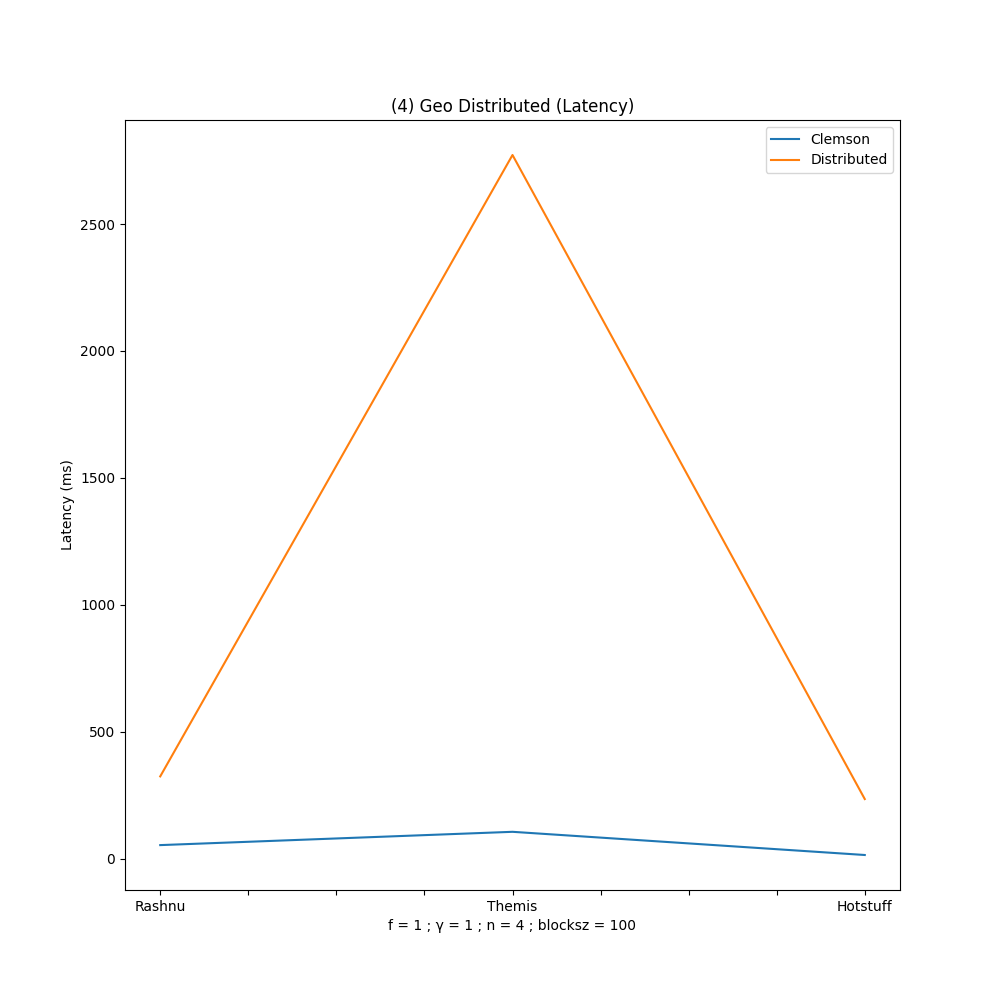 (4) Geo Distributed (Latency)
Clemson
Distributed
2500
2000
1500
1000
500
0
Latency (ms)
Rashnu Themis Hotstuff
f = 1 ; γ = 1 ; n = 4 ; blocksz = 100